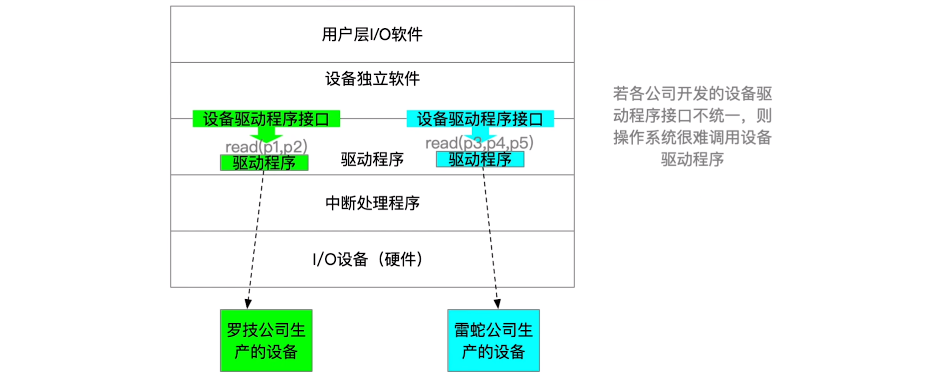 用户层I/O软件
设备独立软件
设备驱动程序接口
设备驱动程序接口
read(p1,p2)
read(p3,p4,p5)
驱动程序
驱动程序
驱动程序
中断处理程序
I/O设备（硬件）
罗技公司生
产的设备
雷蛇公司生
产的设备
若各公司开发的设备驱
动程序接口不统一，则
操作系统很难调用设备
驱动程序